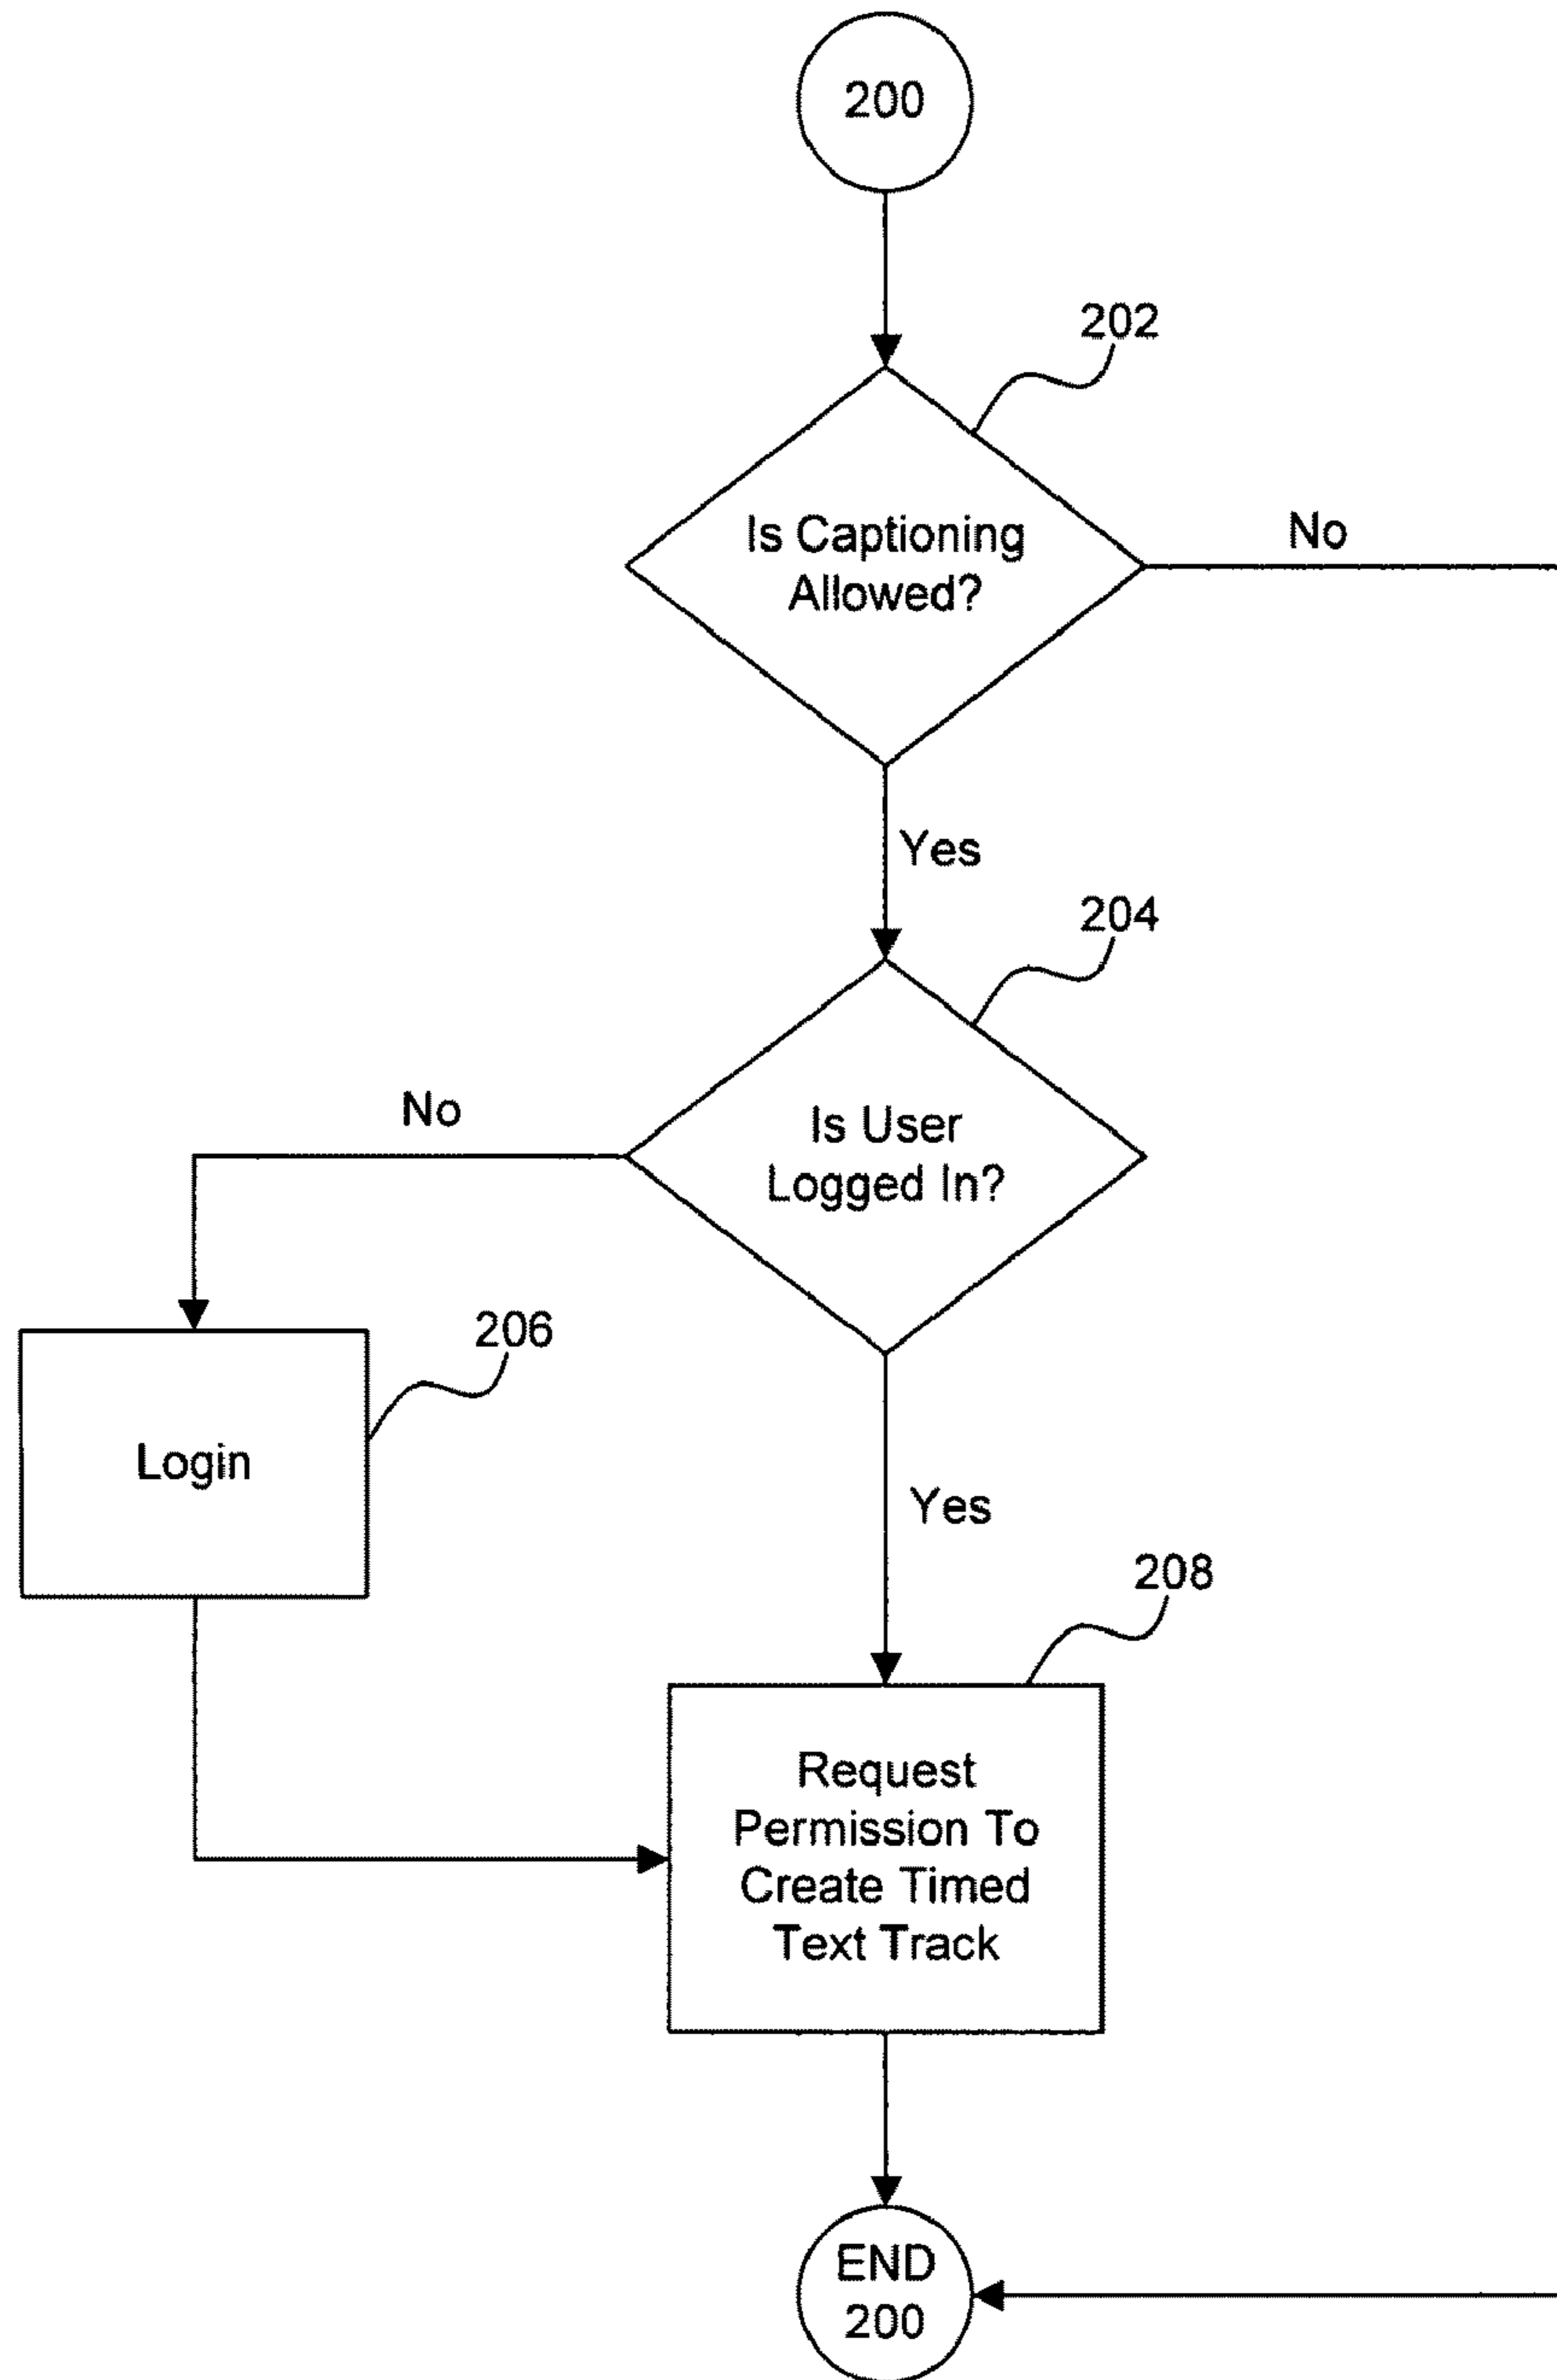 200
202
Is Captioning
Allowed?
No
Yes
204
No
Is User
Logged In?
206
Login
Yes
208
Request
Permission To
Create Timed
Text Track
END
200